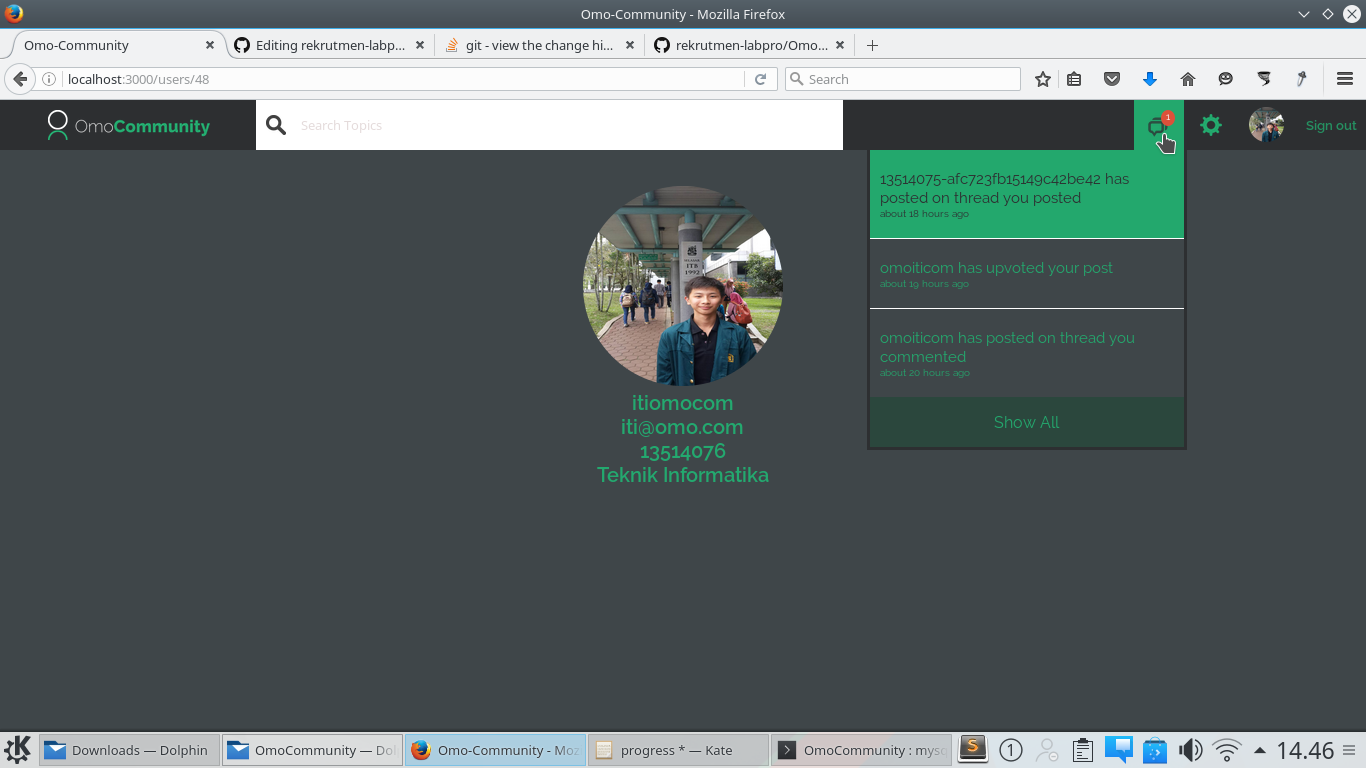 Omo-Community - Mozilla Firefox
Omo-Community
Editing rekrutmen-labp...
git - view the change hi...
rekrutmen-labpro/Omo...
localhost:3000/users/48
Search
OmoCommunity
Search Topics
1
Sign out
13514075-afc723fb15149c42be42 has
posted on thread you posted
about 18 hours ago
omoiticom has upvoted your post
about 19 hours ago
omoiticom has posted on thread you
commented
about 20 hours ago
Show All
ITB
1992
itiomocom
iti@omo.com
13514076
Teknik Informatika
Downloads — Dolphin
OmoCommunity — Dol
Omo-Community - Moz
progress * — Kate
OmoCommunity : mysq
S
1
14.46